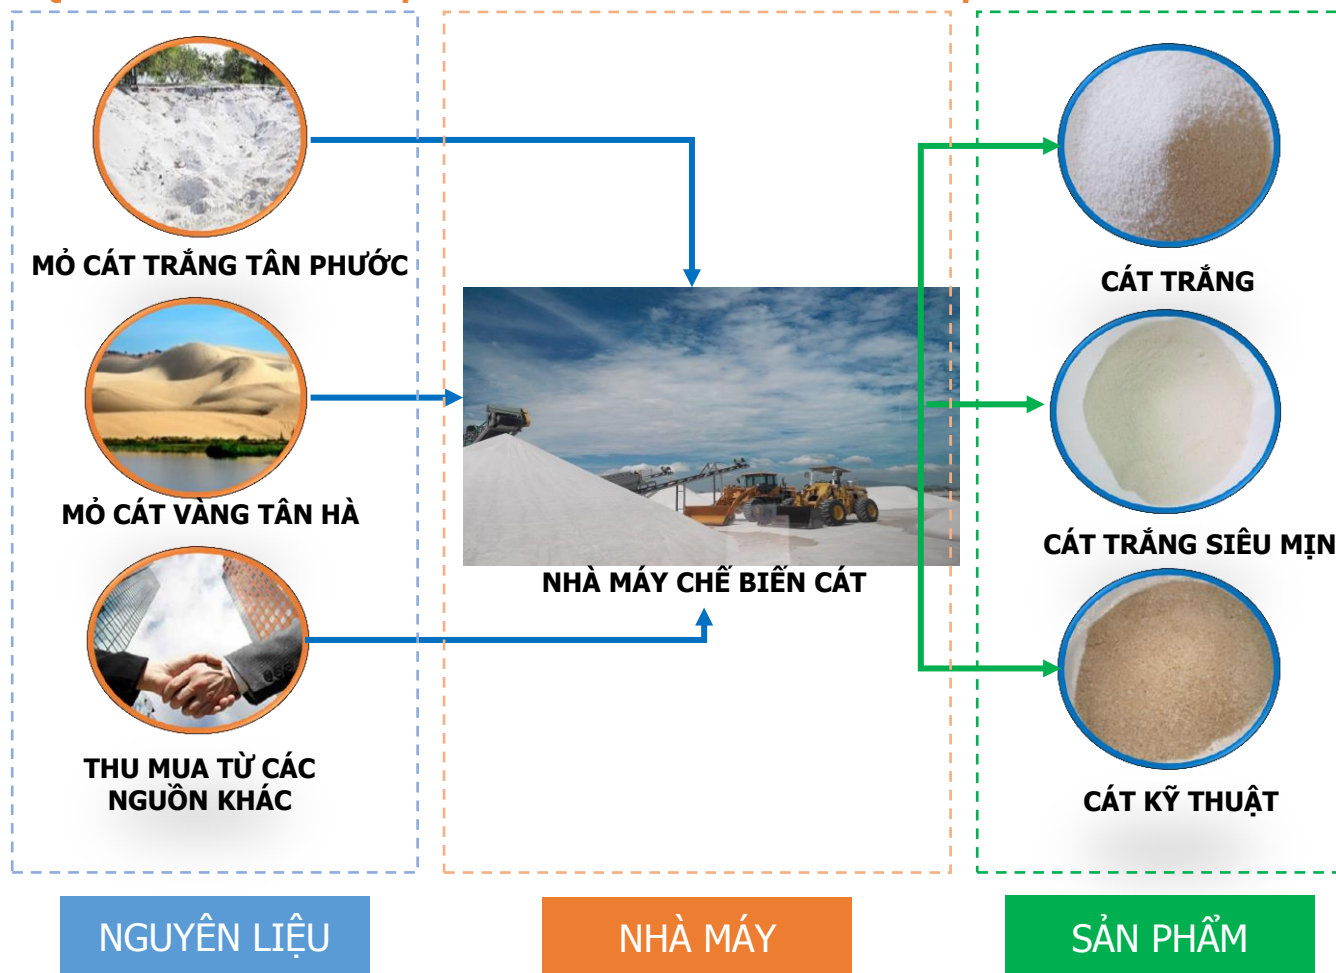 MỎ CÁT TRẮNG TÂN PHƯỚC
MỎ CÁT VÀNG TÂN HÀ
THU MUA TỪ CÁC
NGUỒN KHÁC
NHÀ MÁY CHẾ BIẾN CÁT
CÁT TRẮNG
CÁT TRẮNG SIÊU MỊN
CÁT KỸ THUẬT
NGUYÊN LIỆU
NHÀ MÁY
SẢN PHẨM